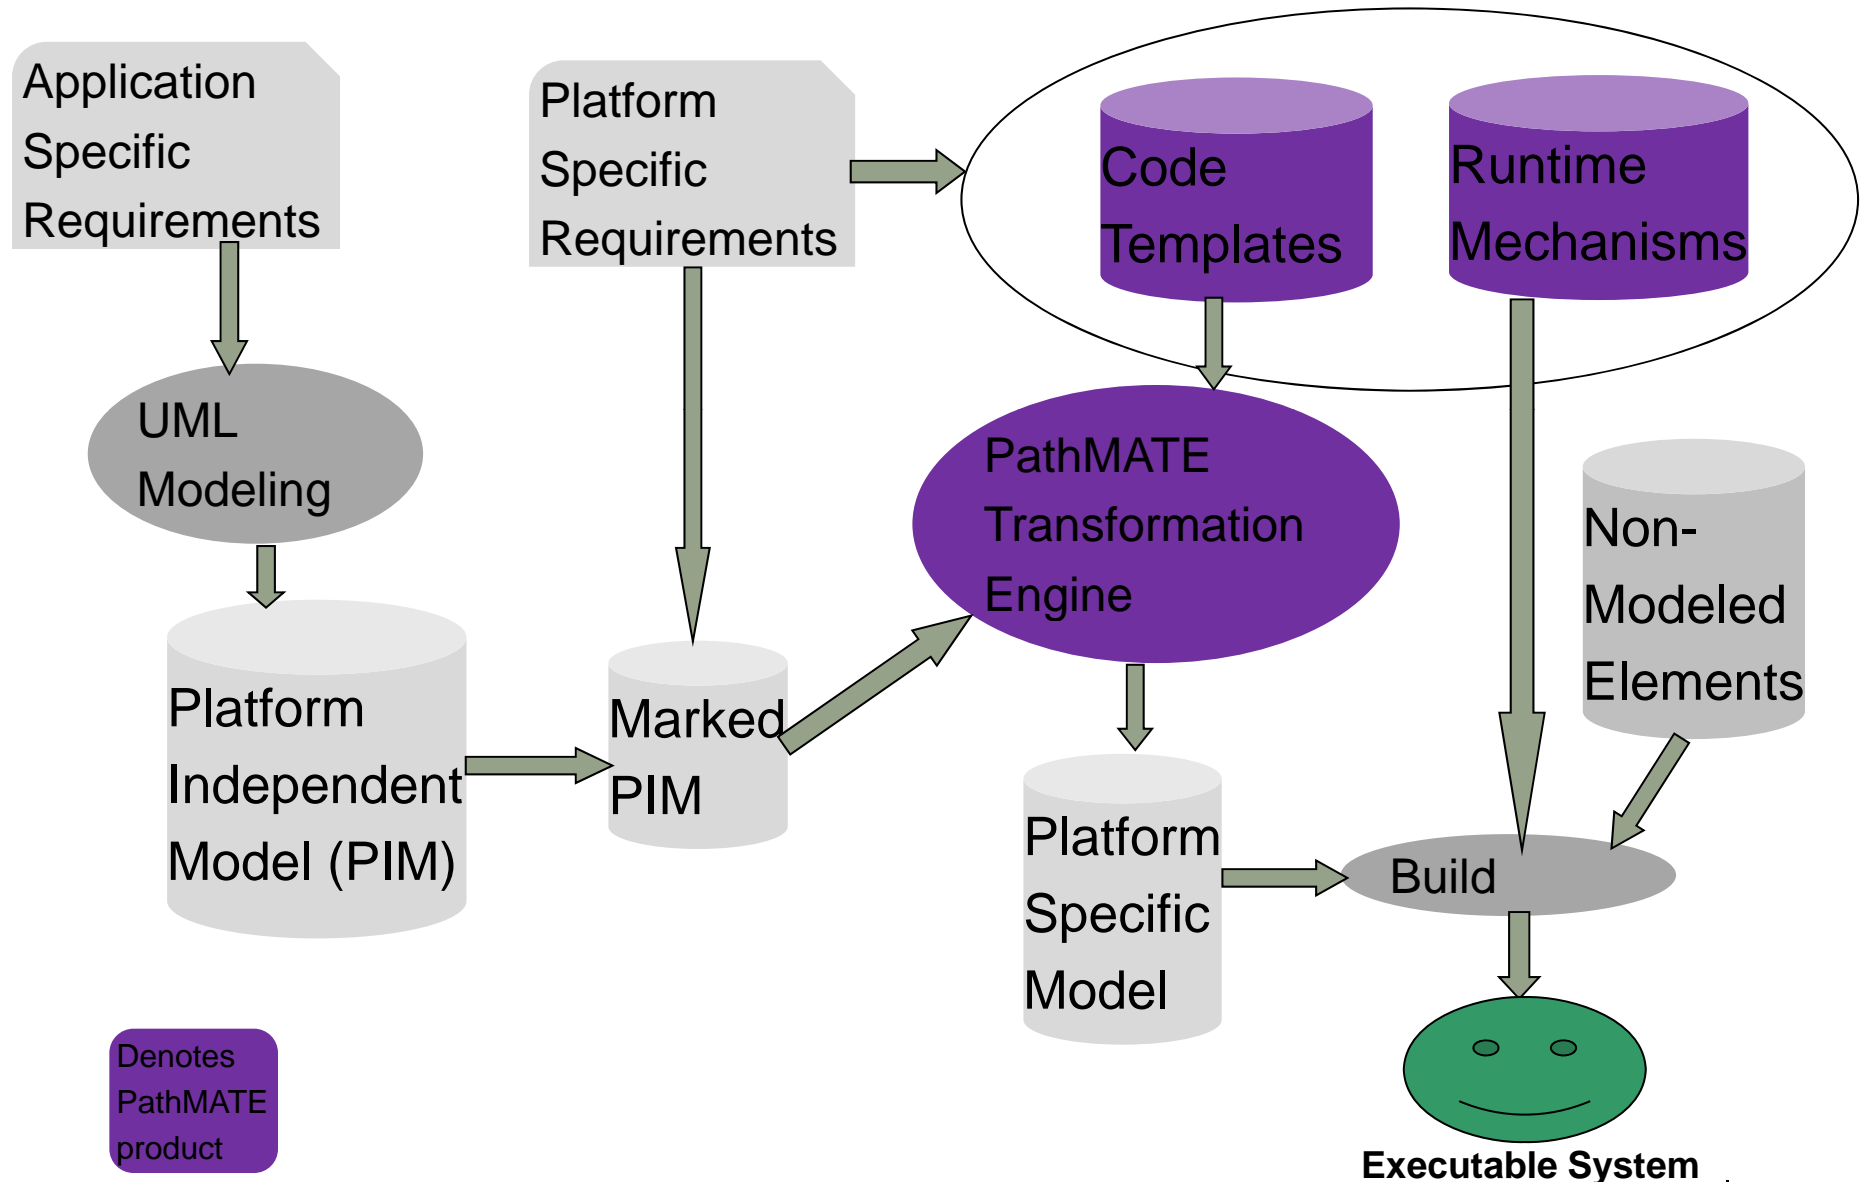 Application
Specific
Requirements
Platform
Specific
Requirements
Code
Templates
Runtime
Mechanisms
UML
Modeling
PathMATE
Transformation
Engine
Non-
Modeled
Elements
Platform
Independent
Model (PIM)
Marked
PIM
Platform
Specific
Model
Build
Denotes
PathMATE
product
Executable System